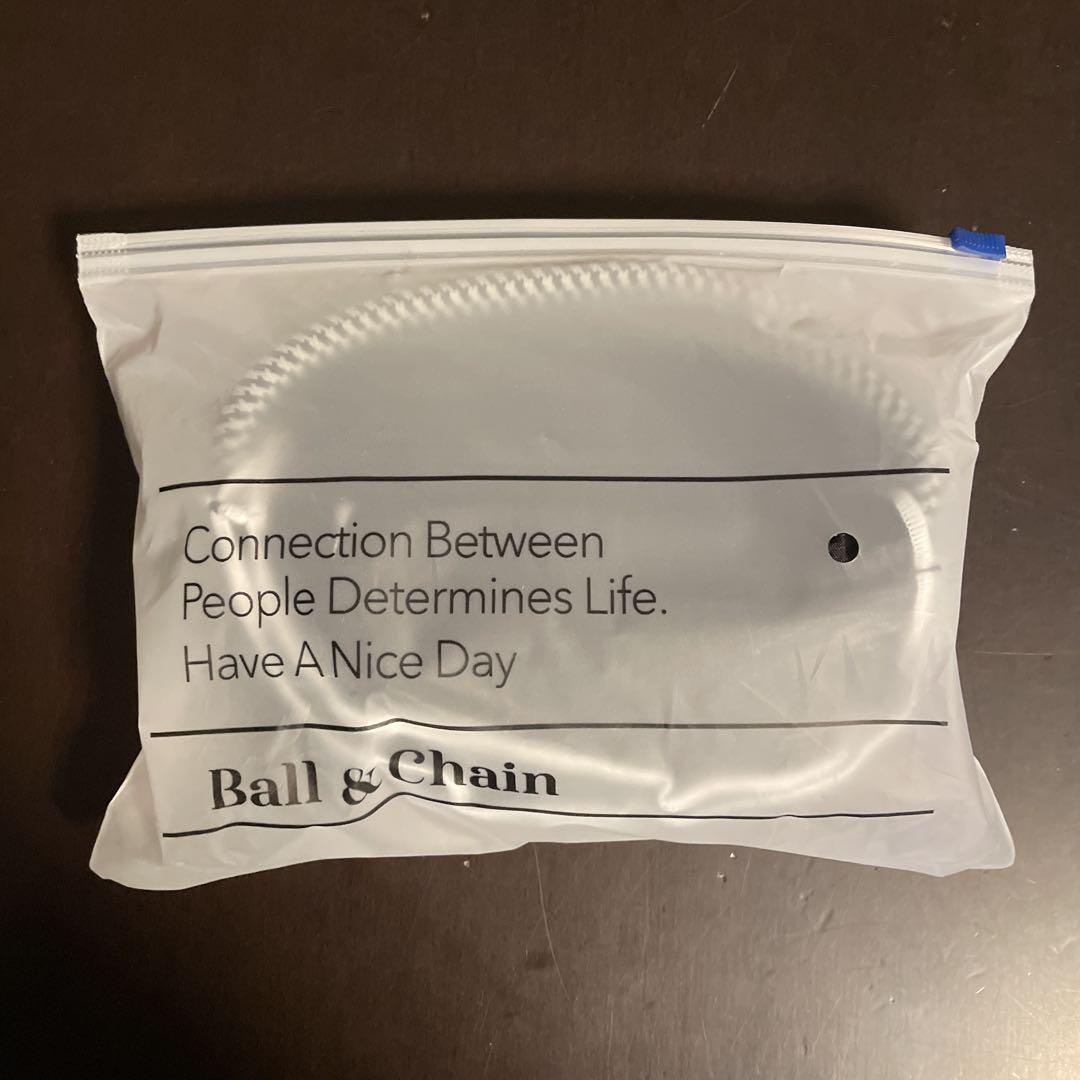 Connection Between
People Determines Life.
Have A Nice Day
Ball & Chain